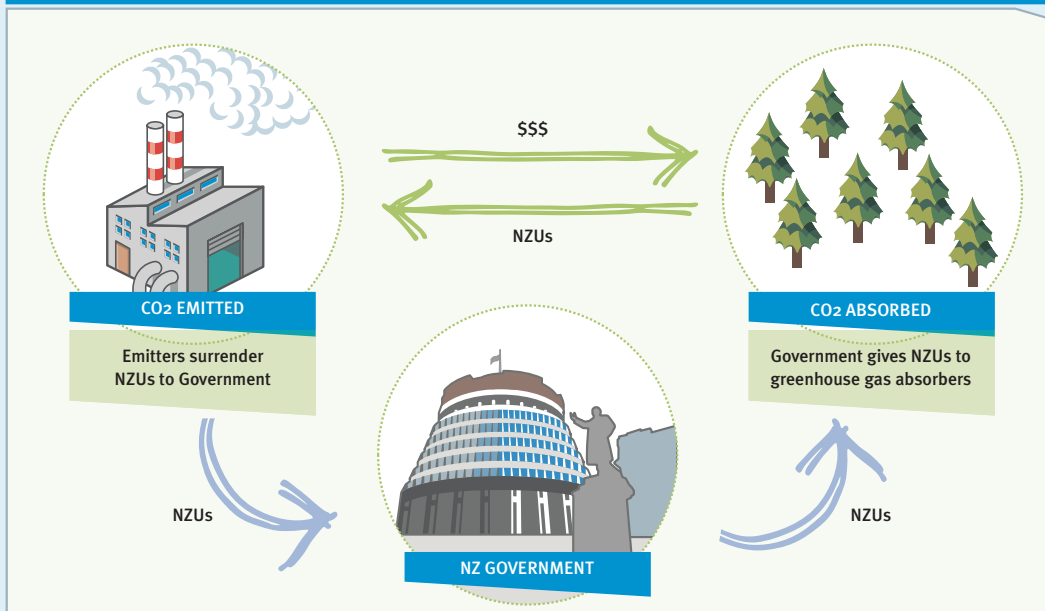 $$$
NZUs
CO2 EMITTED
Emitters surrender
NZUs to Government
CO2 ABSORBED
Government gives NZUs to
greenhouse gas absorbers
NZUs
NZUs
NZ GOVERNMENT